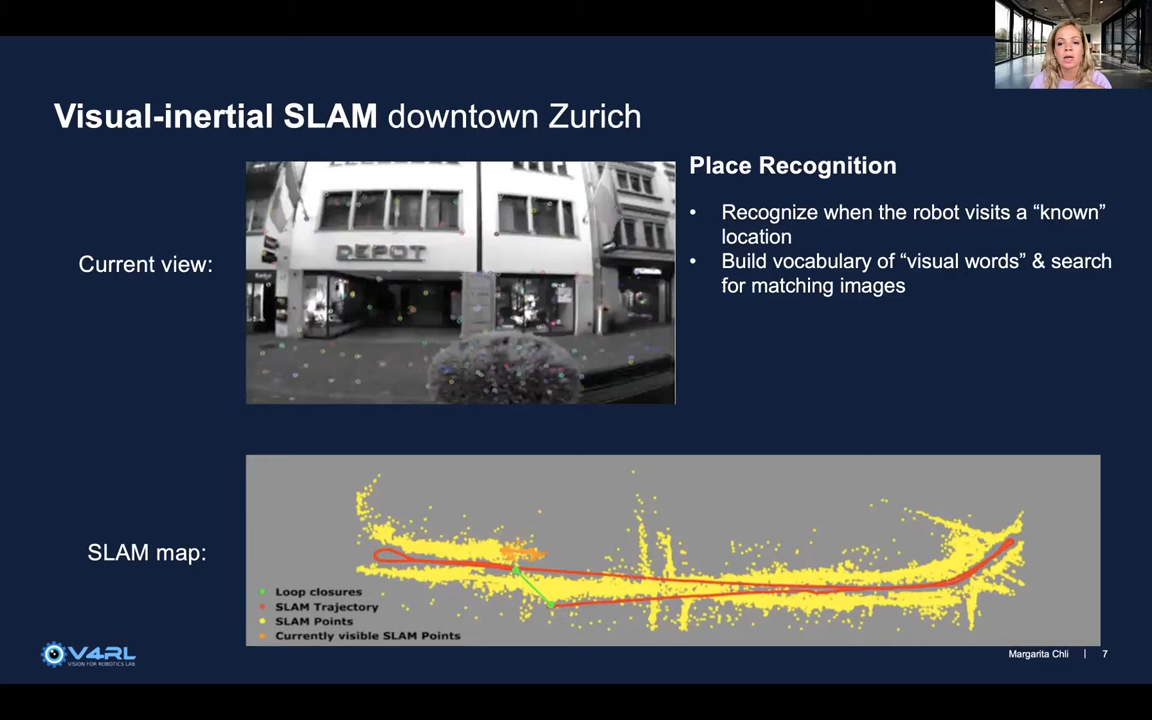 Visual-inertial SLAM downtown Zurich
Place Recognition
• Recognize when the robot visits a “known”
location
• Build vocabulary of “visual words” & search
for matching images
Current view:
DEPOT
SLAM map:
Loop closures
SLAM Trajectory
SLAM Points
Currently visible SLAM Points
V4RL
VISION FOR ROBOTICS LAB
Margarita Chli | 7